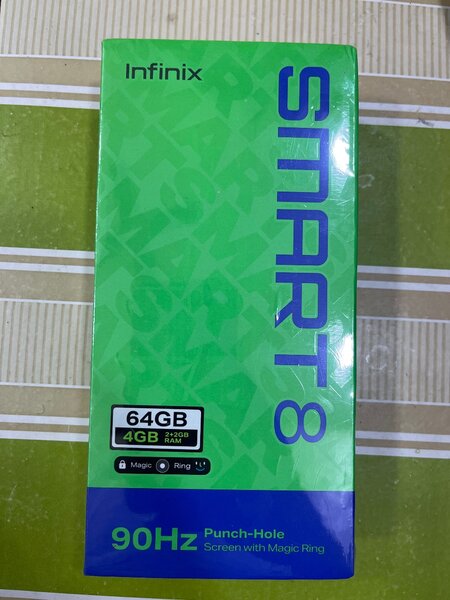 Infinix
SMART 8
64GB
4GB 2+2GB RAM
Magic Ring
90Hz Punch-Hole
Screen with Magic Ring